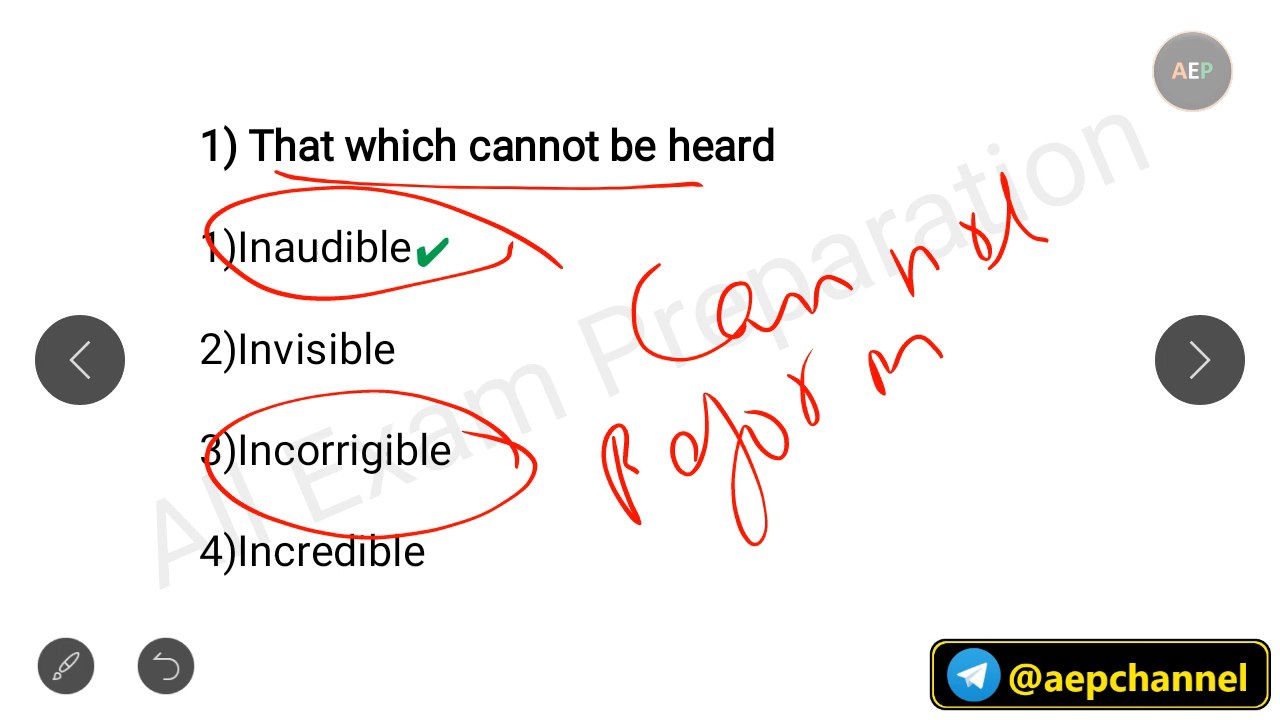 AEP
1) That which cannot be heard
1)Inaudible✔
2)Invisible
3)Incorrigible
4)Incredible
Cannot
Reform
All Exam Preparation
@aepchannel